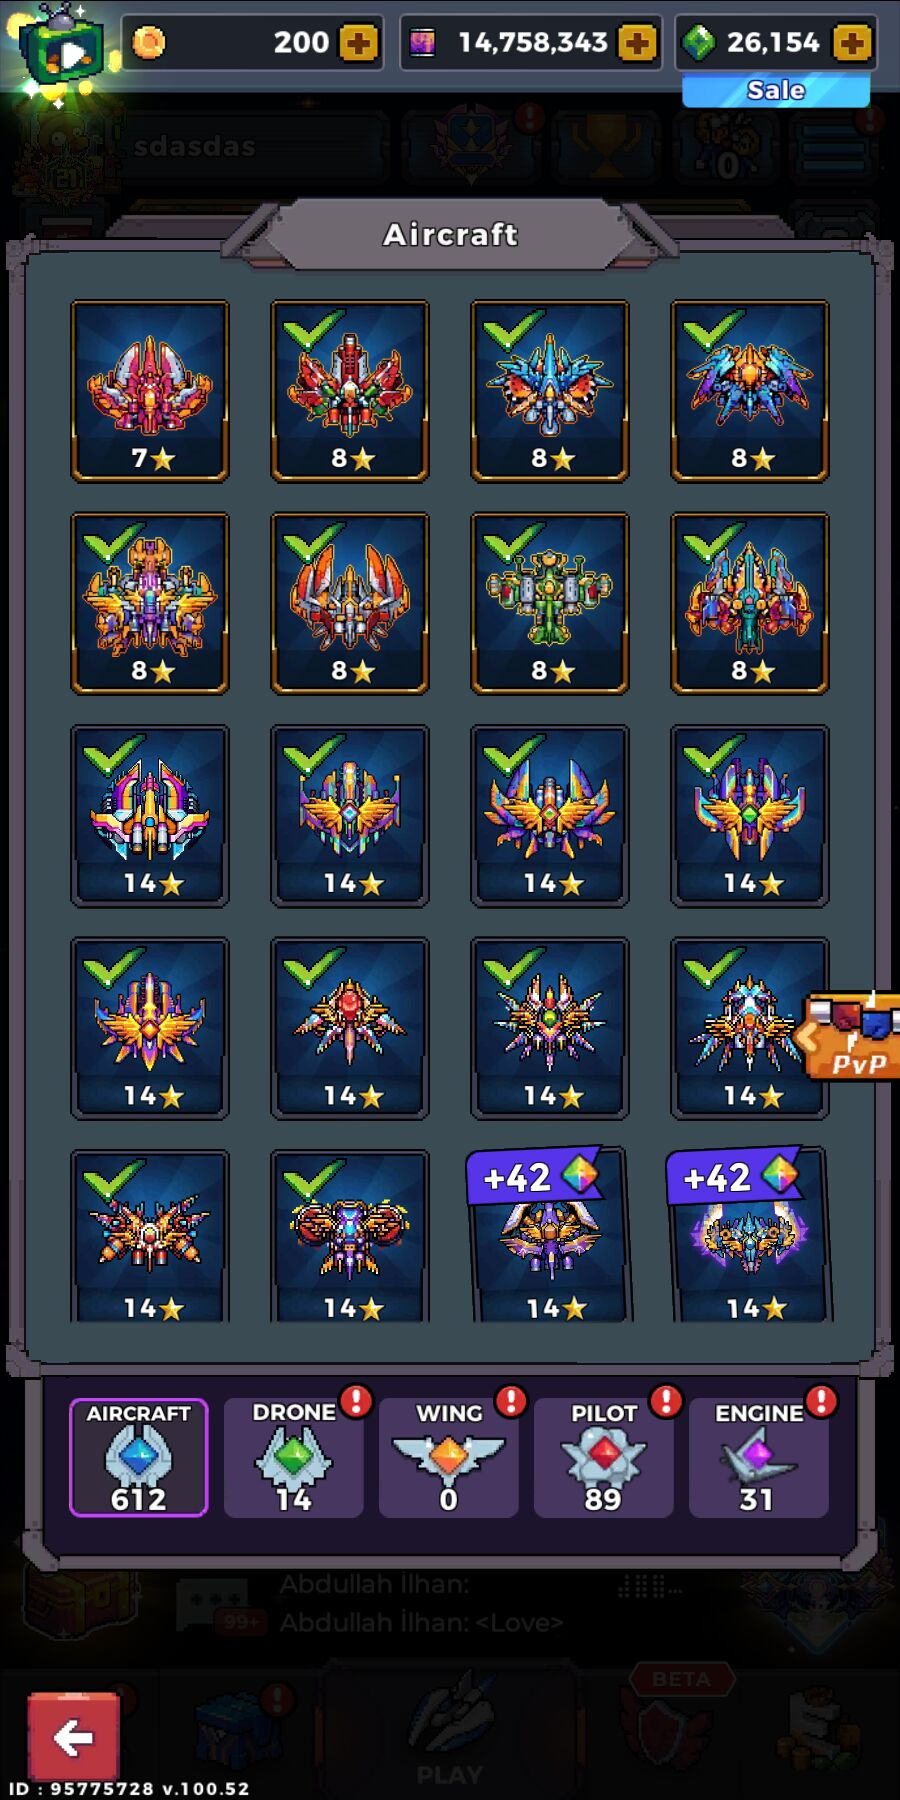 200
14,758,343
26,154
Sale
sdasdas
21
0
Aircraft
7
8
8
8
8
8
8
8
14
14
14
14
14
14
14
14
PvP
14
14
+42
14
+42
14
AIRCRAFT
612
DRONE
14
WING
0
PILOT
89
ENGINE
31
Abdullah İlhan:
99+
Abdullah İlhan: <Love>
BETA
PLAY
ID : 95775728 v.100.52